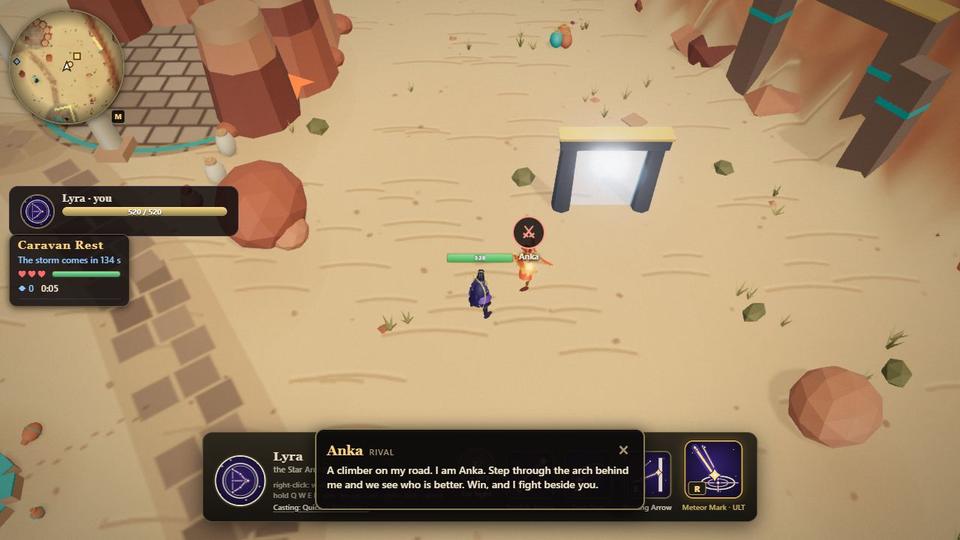 M
Lyra · you
520 / 520
Caravan Rest
The storm comes in 134 s
0 0:05
Anka
Lyra
the Star Ar
right-click: w
hold Q W E
Casting: Quic
Anka RIVAL
A climber on my road. I am Anka. Step through the arch behind
me and we see who is better. Win, and I fight beside you.
ng Arrow
R
Meteor Mark · ULT